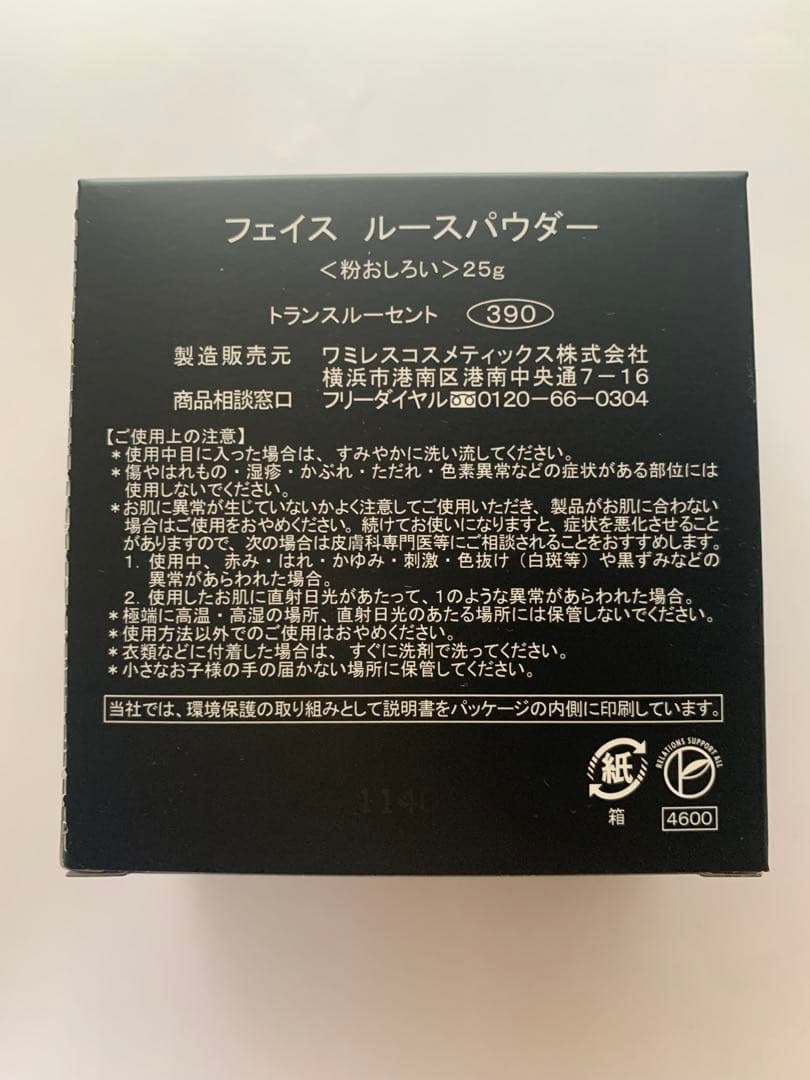 フェイス ルースパウダー
＜粉おしろい＞25g
トランスルーセント 390
製造販売元 ワミレスコスメティックス株式会社
横浜市港南区港南中央通7－16
商品相談窓口 フリーダイヤル 0120－66－0304
【ご使用上の注意】
＊使用中目に入った場合は、すみやかに洗い流してください。
＊傷やはれもの・湿疹・かぶれ・ただれ・色素異常などの症状がある部位には
使用しないでください。
＊お肌に異常が生じていないかよく注意してご使用いただき、製品がお肌に合わない
場合はご使用をおやめください。続けてお使いになりますと、症状を悪化させること
がありますので、次の場合は皮膚科専門医等にご相談されることをおすすめします。
1. 使用中、赤み・はれ・かゆみ・刺激・色抜け（白斑等）や黒ずみなどの
異常があらわれた場合。
2. 使用したお肌に直射日光があたって、1のような異常があらわれた場合。
＊極端に高温・高湿の場所、直射日光のあたる場所には保管しないでください。
＊使用方法以外でのご使用はおやめください。
＊衣類などに付着した場合は、すぐに洗剤で洗ってください。
＊小さなお子様の手の届かない場所に保管してください。
当社では、環境保護の取り組みとして説明書をパッケージの内側に印刷しています。
紙
箱
RELATIONS SUPPORT ALL
4600